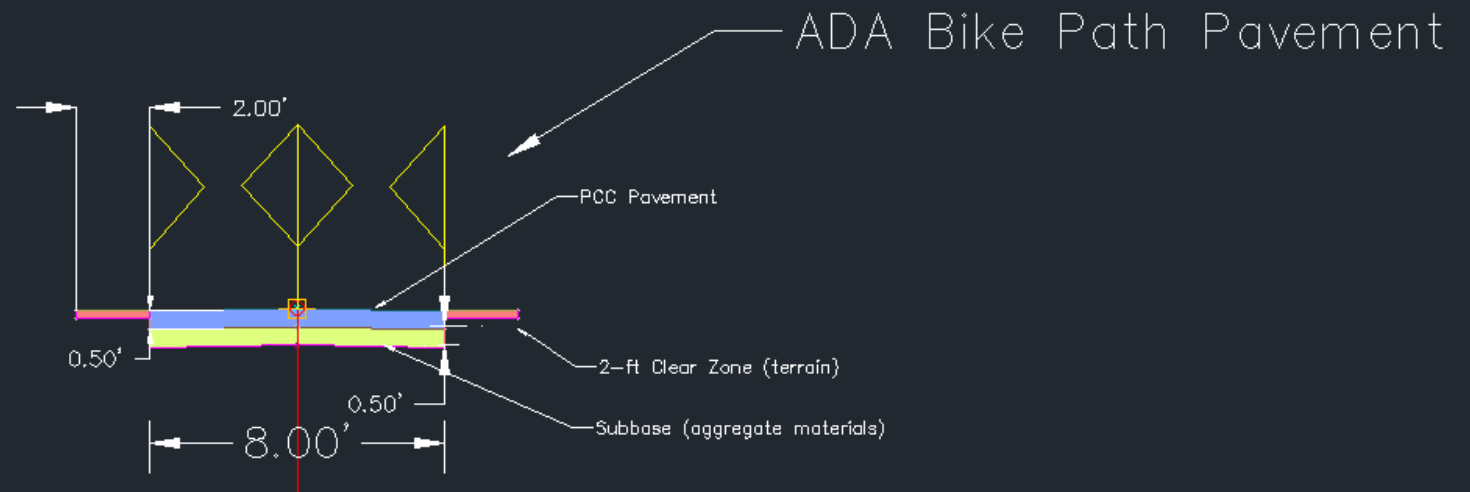 ADA Bike Path Pavement
2.00'
PCC Pavement
0.50'
2-ft Clear Zone (terrain)
0.50'
Subbase (aggregate materials)
8.00'